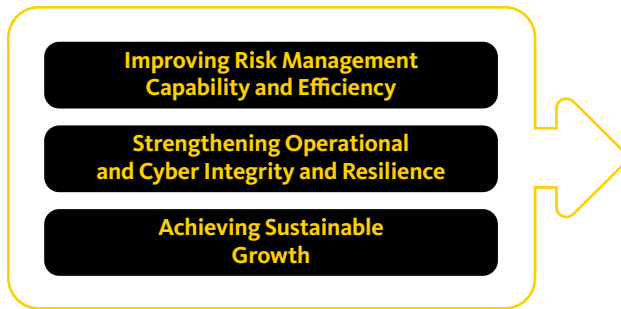 Improving Risk Management
Capability and Efficiency
Strengthening Operational
and Cyber Integrity and Resilience
Achieving Sustainable
Growth